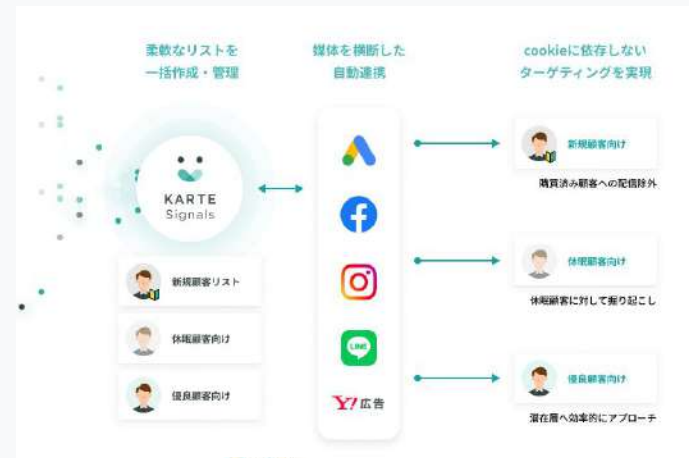 柔軟なリストを
一括作成・管理
媒体を横断した
自動連携
cookieに依存しない
ターゲティングを実現
KARTE
Signals
新規顧客リスト
休眠顧客向け
優良顧客向け
LINE
Y!広告
新規顧客向け
購買済み顧客への配信除外
休眠顧客向け
休眠顧客に対して掘り起こし
優良顧客向け
潜在層へ効率的にアプローチ